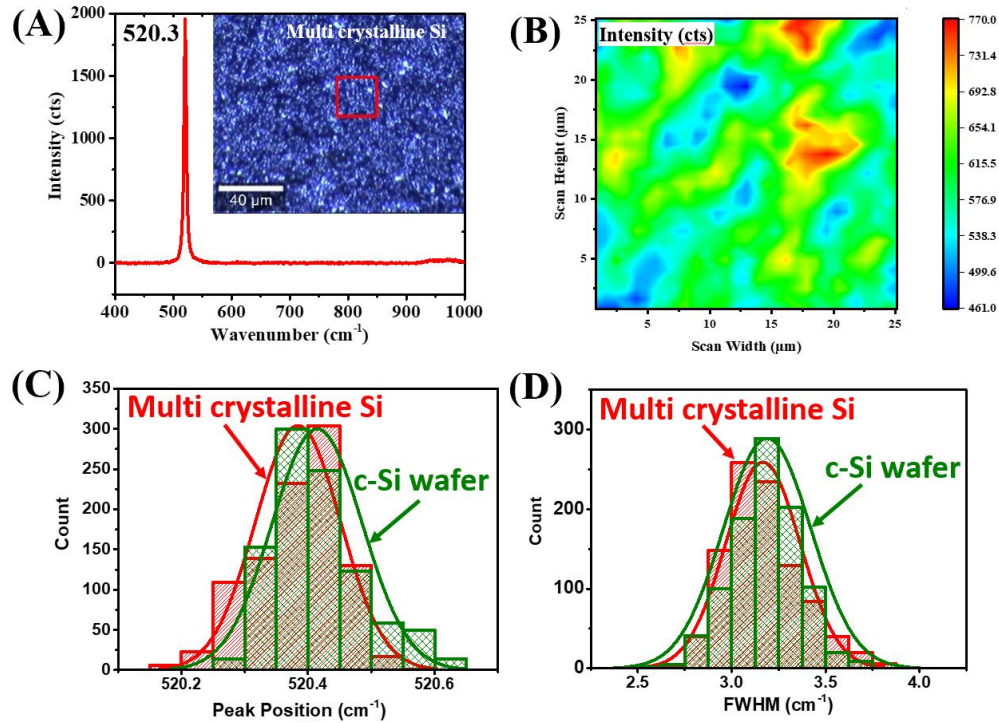 (A)
520.3
Multi crystalline Si
40 µm
2000
1500
1000
500
0
Intensity (cts)
400 500 600 700 800 900 1000
Wavenumber (cm⁻¹)
(B)
Intensity (cts)
25
20
15
10
5
Scan Height (µm)
5 10 15 20 25
Scan Width (µm)
770.0
731.4
692.8
654.1
615.5
576.9
538.3
499.6
461.0
(C)
Multi crystalline Si
c-Si wafer
350
300
250
200
150
100
50
0
Count
520.2 520.4 520.6
Peak Position (cm⁻¹)
(D)
Multi crystalline Si
c-Si wafer
300
200
100
0
Count
2.5 3.0 3.5 4.0
FWHM (cm⁻¹)